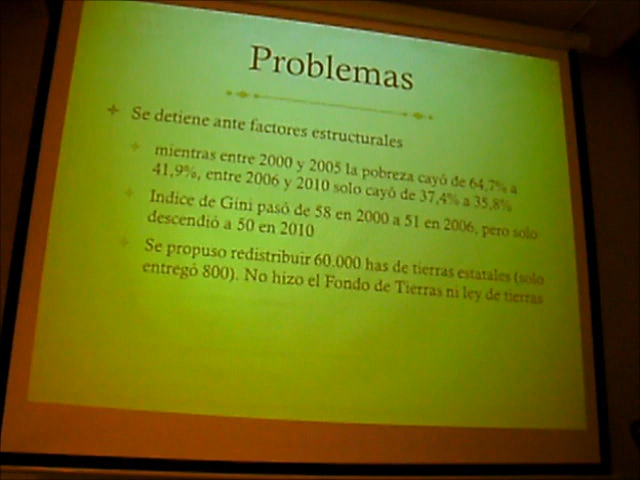 Problemas
Se detiene ante factores estructurales
mientras entre 2000 y 2005 la pobreza cayó de 64,7% a
41,9%, entre 2006 y 2010 solo cayó de 37,4% a 35,8%
Indice de Gini pasó de 58 en 2000 a 51 en 2006, pero solo
descendió a 50 en 2010
Se propuso redistribuir 60.000 has de tierras estatales (solo
entregó 800). No hizo el Fondo de Tierras ni ley de tierras